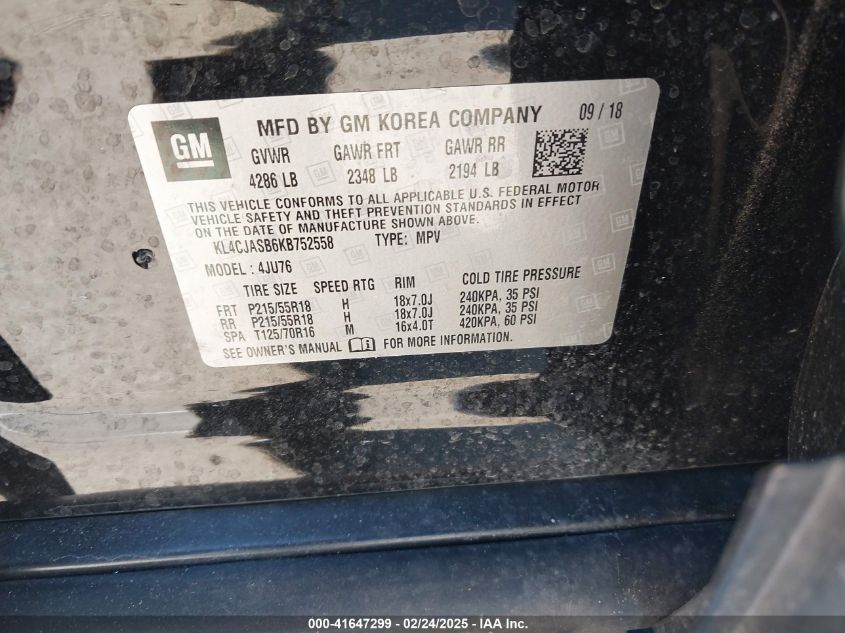 GM
MFD BY GM KOREA COMPANY 09 / 18
GVWR GAWR FRT GAWR RR
4286 LB 2348 LB 2194 LB
THIS VEHICLE CONFORMS TO ALL APPLICABLE U.S. FEDERAL MOTOR
VEHICLE SAFETY AND THEFT PREVENTION STANDARDS IN EFFECT
ON THE DATE OF MANUFACTURE SHOWN ABOVE.
KL4CJASB6KB752558 TYPE: MPV
MODEL : 4JU76
TIRE SIZE SPEED RTG RIM COLD TIRE PRESSURE
FRT P215/55R18 H 18x7.0J 240KPA, 35 PSI
RR P215/55R18 H 18x7.0J 240KPA, 35 PSI
SPA T125/70R16 M 16x4.0T 420KPA, 60 PSI
SEE OWNER'S MANUAL FOR MORE INFORMATION.
000-41647299 - 02/24/2025 - IAA Inc.